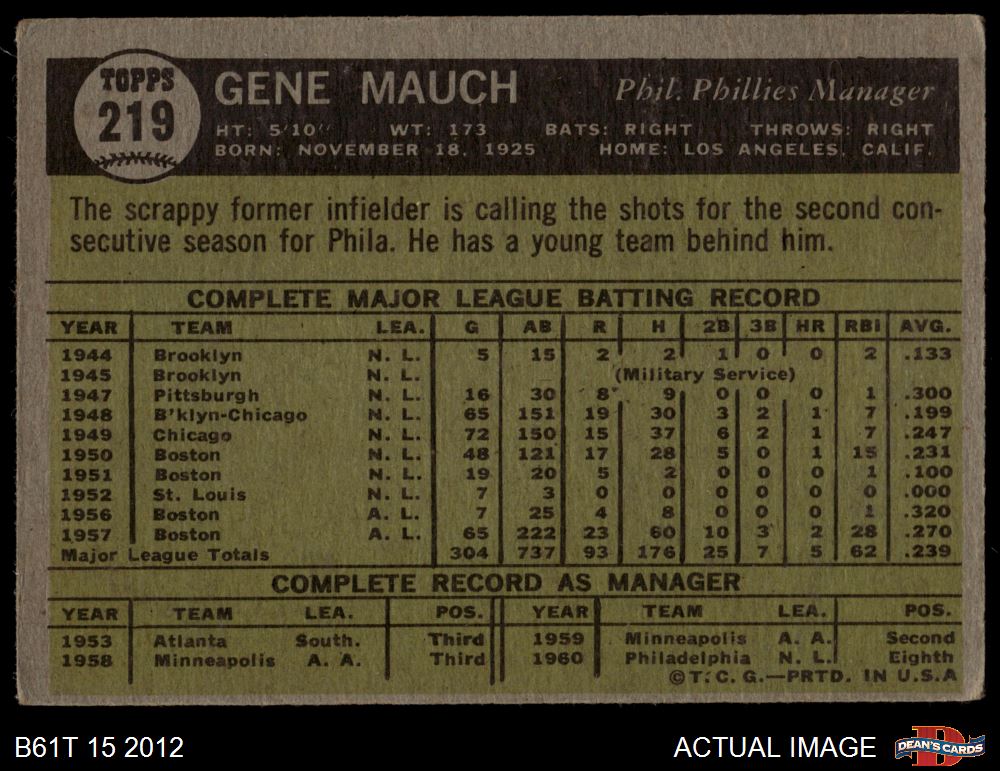 TOPPS
219
GENE MAUCH Phil. Phillies Manager
HT: 5'10" WT: 173 BATS: RIGHT THROWS: RIGHT
BORN: NOVEMBER 18, 1925 HOME: LOS ANGELES, CALIF.
The scrappy former infielder is calling the shots for the second con-
secutive season for Phila. He has a young team behind him.
COMPLETE MAJOR LEAGUE BATTING RECORD
YEAR TEAM LEA. G AB R H 2B 3B HR RBI AVG.
1944 Brooklyn N. L. 5 15 2 2 1 0 0 2 .133
1945 Brooklyn N. L. (Military Service)
1947 Pittsburgh N. L. 16 30 8 9 0 0 0 1 .300
1948 B'klyn-Chicago N. L. 65 151 19 30 3 2 1 7 .199
1949 Chicago N. L. 72 150 15 37 6 2 1 7 .247
1950 Boston N. L. 48 121 17 28 5 0 1 15 .231
1951 Boston N. L. 19 20 5 2 0 0 0 1 .100
1952 St. Louis N. L. 7 3 0 0 0 0 0 0 .000
1956 Boston A. L. 7 25 4 8 0 0 0 1 .320
1957 Boston A. L. 65 222 23 60 10 3 2 28 .270
Major League Totals 304 737 93 176 25 7 5 62 .239
COMPLETE RECORD AS MANAGER
YEAR TEAM LEA. POS. YEAR TEAM LEA. POS.
1953 Atlanta South. Third 1959 Minneapolis A. A. Second
1958 Minneapolis A. A. Third 1960 Philadelphia N. L. Eighth
©T. C. G.—PRTD. IN U.S.A
B61T 15 2012 ACTUAL IMAGE D DEAN'S CARDS